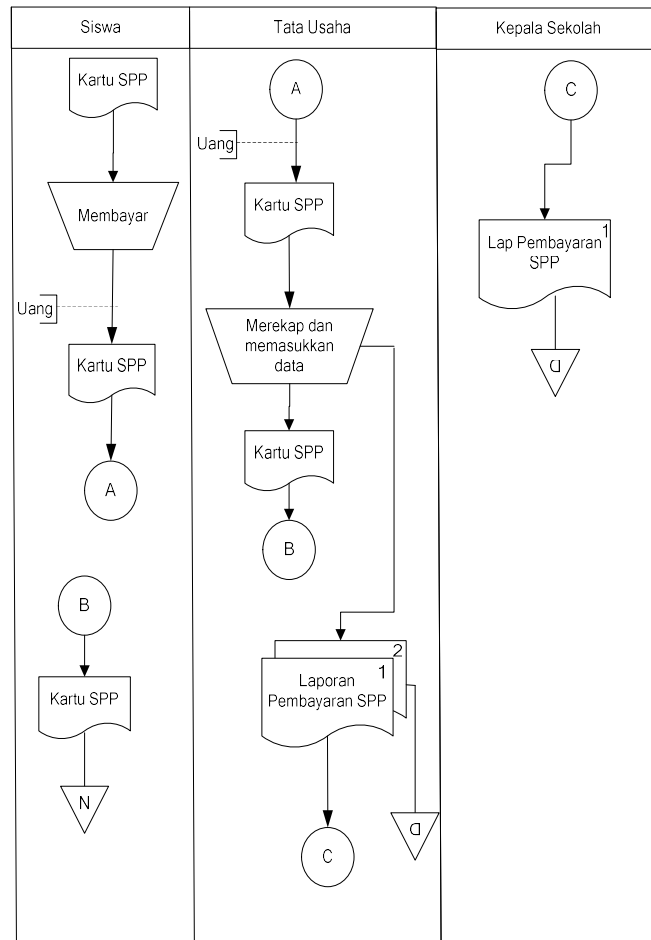 Siswa
Tata Usaha
Kepala Sekolah
Kartu SPP
Membayar
Uang
Kartu SPP
A
B
Kartu SPP
N
A
Uang
Kartu SPP
Merekap dan
memasukkan
data
Kartu SPP
B
2
1
Laporan
Pembayaran SPP
C
C
1
Lap Pembayaran
SPP